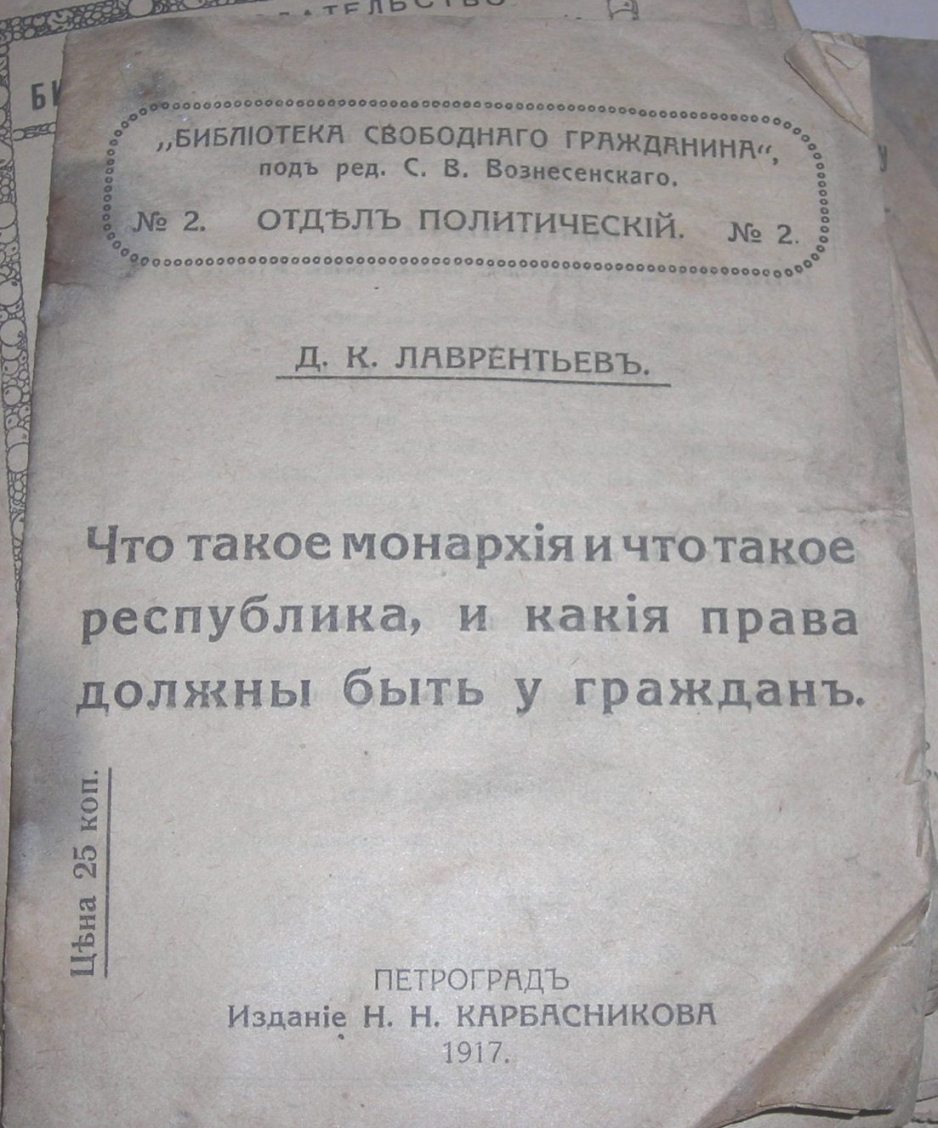 „БИБЛІОТЕКА СВОБОДНАГО ГРАЖДАНИНА“,
подъ ред. С. В. Вознесенскаго.
№ 2. ОТДѢЛЪ ПОЛИТИЧЕСКІЙ. № 2.
Д. К. ЛАВРЕНТЬЕВЪ.
Что такое монархія и что такое
республика, и какія права
должны быть у гражданъ.
Цѣна 25 коп.
ПЕТРОГРАДЪ
Изданіе Н. Н. КАРБАСНИКОВА
1917.